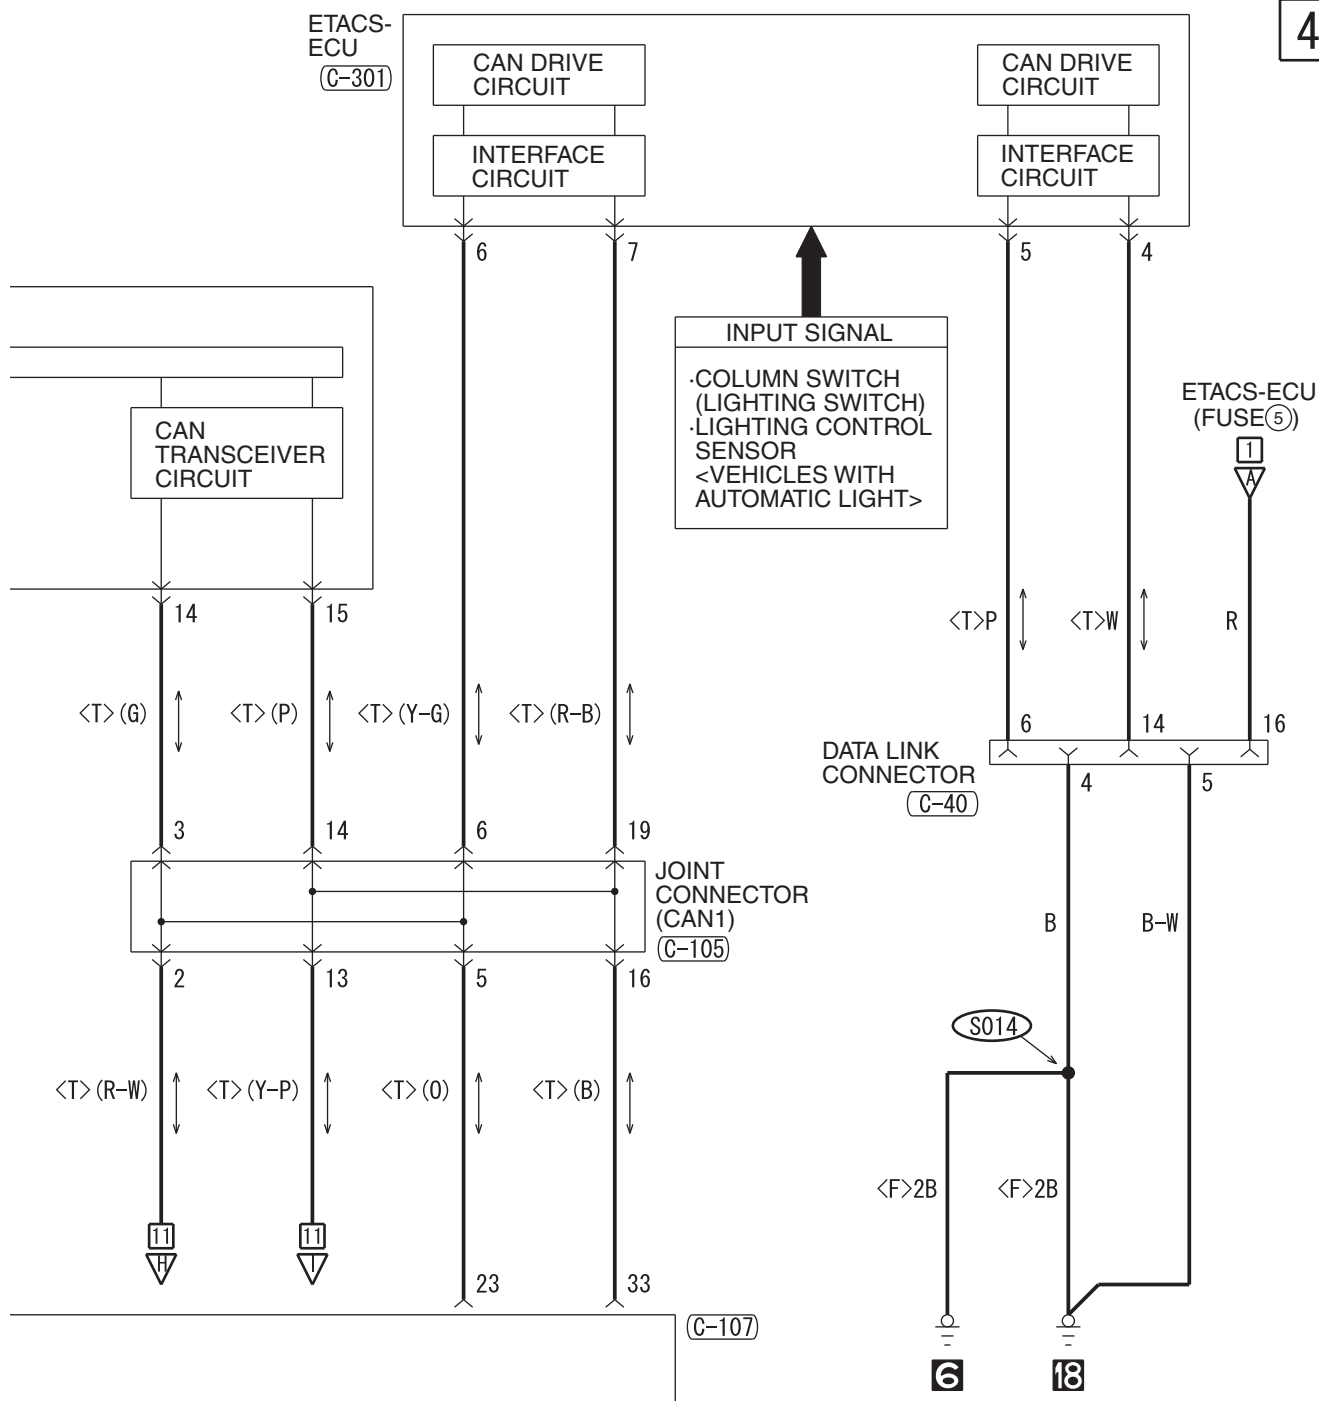 4
ETACS-
ECU
C-301
CAN DRIVE
CIRCUIT
CAN DRIVE
CIRCUIT
INTERFACE
CIRCUIT
INTERFACE
CIRCUIT
6
7
5
4
INPUT SIGNAL
·COLUMN SWITCH
(LIGHTING SWITCH)
·LIGHTING CONTROL
SENSOR
<VEHICLES WITH
AUTOMATIC LIGHT>
ETACS-ECU
(FUSE⑤)
1
A
CAN
TRANSCEIVER
CIRCUIT
14
15
<T>P
<T>W
R
<T>(G)
<T>(P)
<T>(Y-G)
<T>(R-B)
6
14
16
DATA LINK
CONNECTOR
C-40
4
5
3
14
6
19
JOINT
CONNECTOR
(CAN1)
C-105
B
B-W
2
13
5
16
S014
<T>(R-W)
<T>(Y-P)
<T>(O)
<T>(B)
<F>2B
<F>2B
11
H
11
I
23
33
C-107
6
18